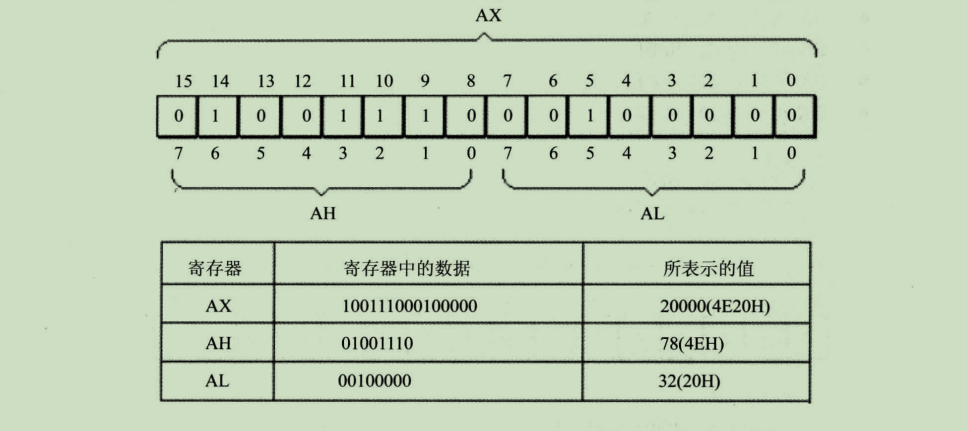 AX
15 14 13 12 11 10 9 8 7 6 5 4 3 2 1 0
0 1 0 0 1 1 1 0 0 0 1 0 0 0 0 0
7 6 5 4 3 2 1 0 7 6 5 4 3 2 1 0
AH AL
寄存器 寄存器中的数据 所表示的值
AX 100111000100000 20000(4E20H)
AH 01001110 78(4EH)
AL 00100000 32(20H)